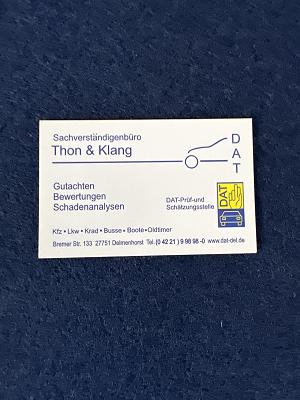 Sachverständigenbüro
Thon & Klang
DAT
Gutachten
Bewertungen
Schadenanalysen
DAT-Prüf-und
Schätzungsstelle
DAT
Kfz • Lkw • Krad • Busse • Boote • Oldtimer
Bremer Str. 133 27751 Delmenhorst Tel. (0 42 21) 9 98 98 -0 www.dat-del.de